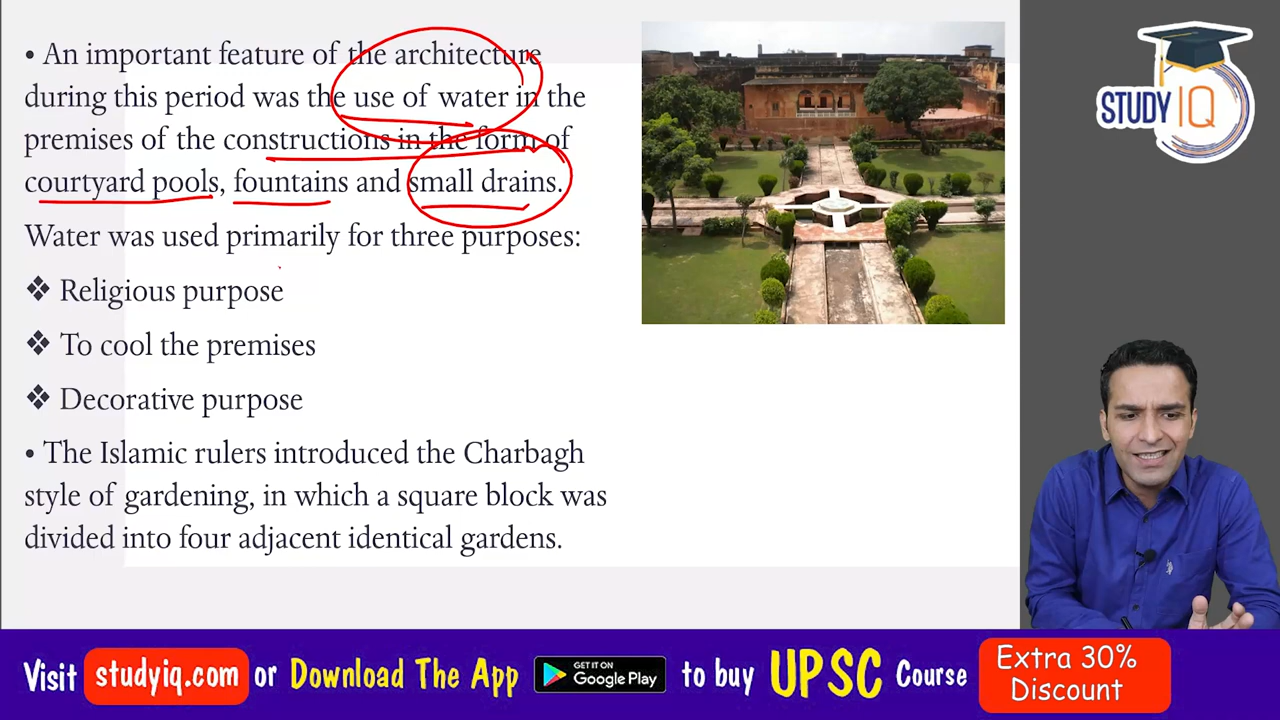 • An important feature of the architecture
during this period was the use of water in the
premises of the constructions in the form of
courtyard pools, fountains and small drains.
Water was used primarily for three purposes:
❖ Religious purpose
❖ To cool the premises
❖ Decorative purpose
• The Islamic rulers introduced the Charbagh
style of gardening, in which a square block was
divided into four adjacent identical gardens.
STUDY IQ
Visit studyiq.com or Download The App GET IT ON Google Play to buy UPSC Course
Extra 30%
Discount